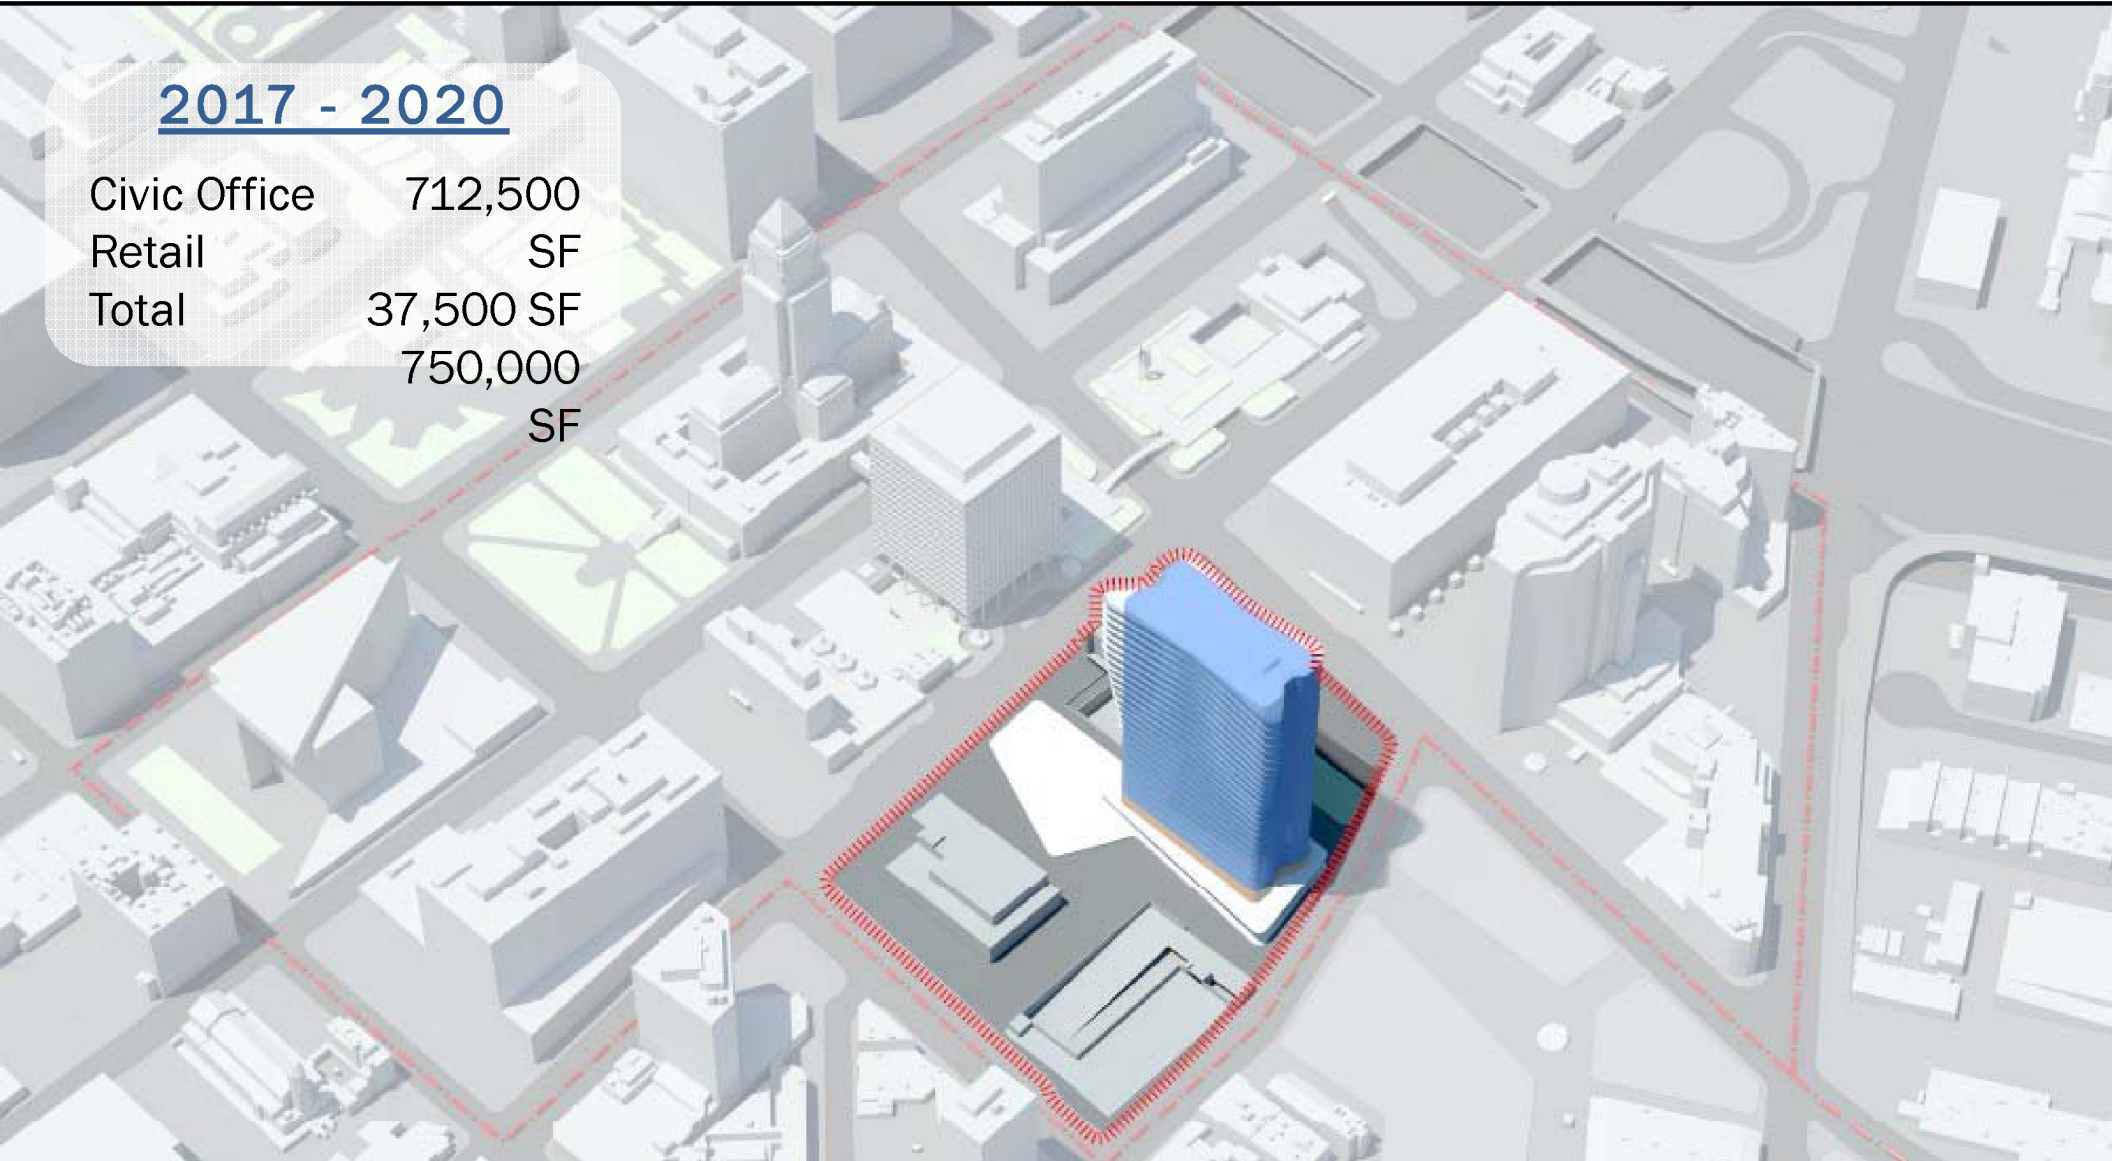 2017 - 2020
Civic Office 712,500
Retail SF
Total 37,500 SF
750,000
SF